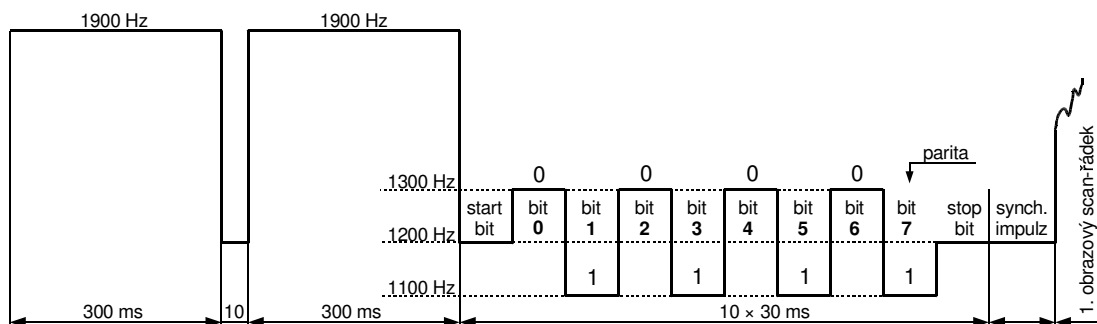 1900 Hz
1900 Hz
1. obrazový scan-řádek
parita
0
0
0
0
1300 Hz
start
bit
bit
0
bit
1
bit
2
bit
3
bit
4
bit
5
bit
6
bit
7
stop
bit
synch.
impulz
1200 Hz
1
1
1
1
1100 Hz
300 ms
10
300 ms
10 × 30 ms